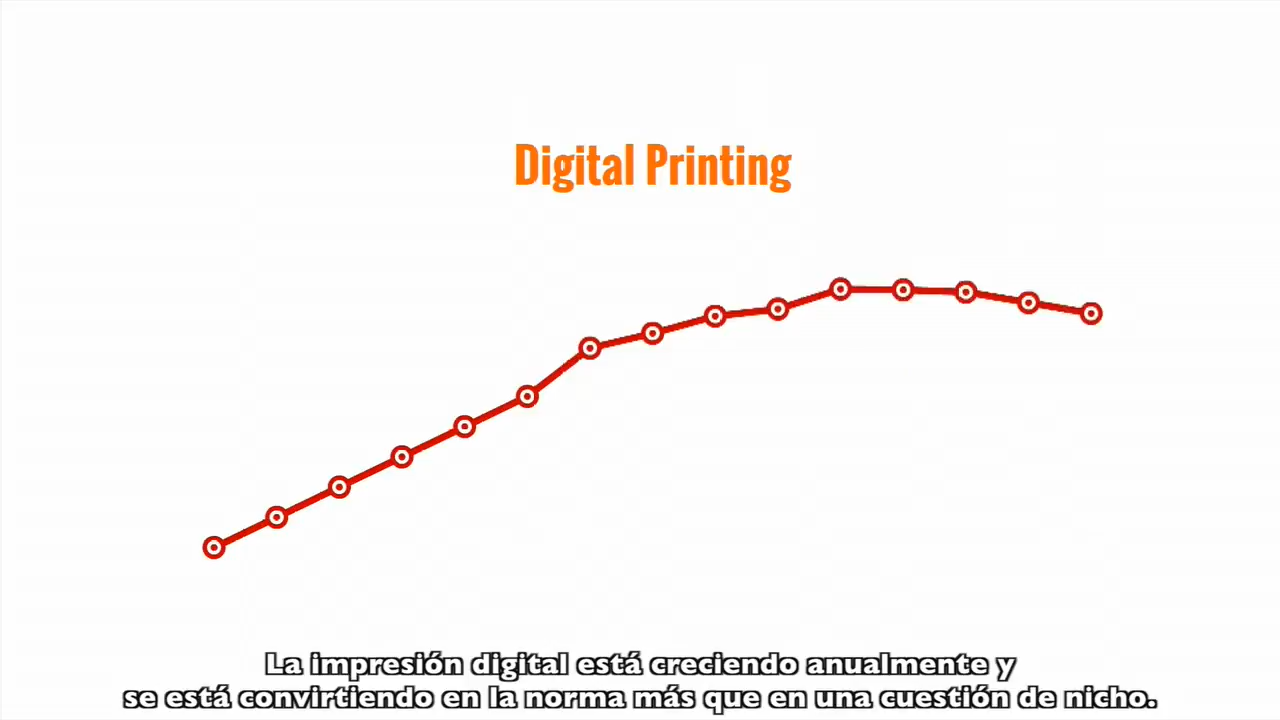 Digital Printing
La impresión digital está creciendo anualmente y
se está convirtiendo en la norma más que en una cuestión de nicho.